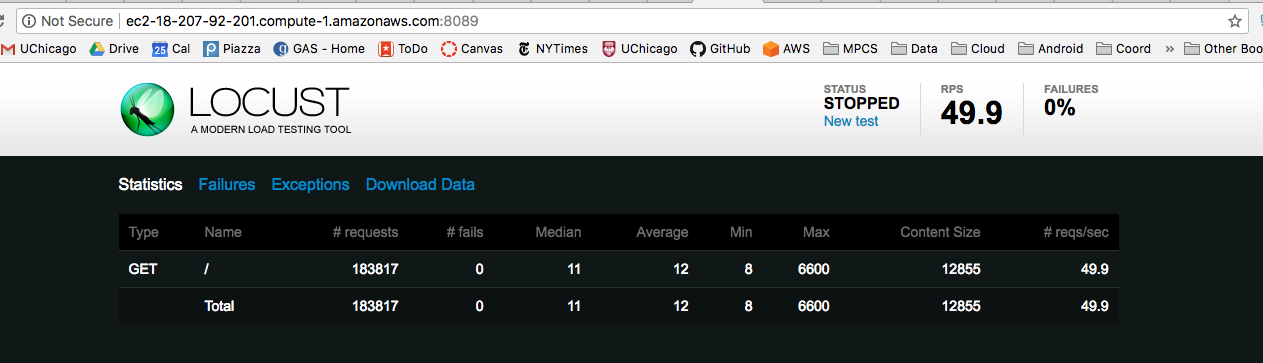 Not Secure ec2-18-207-92-201.compute-1.amazonaws.com:8089
UChicago Drive 25 Cal Piazza GAS - Home ToDo Canvas NYTimes UChicago GitHub AWS MPCS Data Cloud Android Coord » Other Boo
LOCUST
A MODERN LOAD TESTING TOOL
STATUS RPS FAILURES
STOPPED 49.9 0%
New test
Statistics Failures Exceptions Download Data
Type Name # requests # fails Median Average Min Max Content Size # reqs/sec
GET / 183817 0 11 12 8 6600 12855 49.9
Total 183817 0 11 12 8 6600 12855 49.9